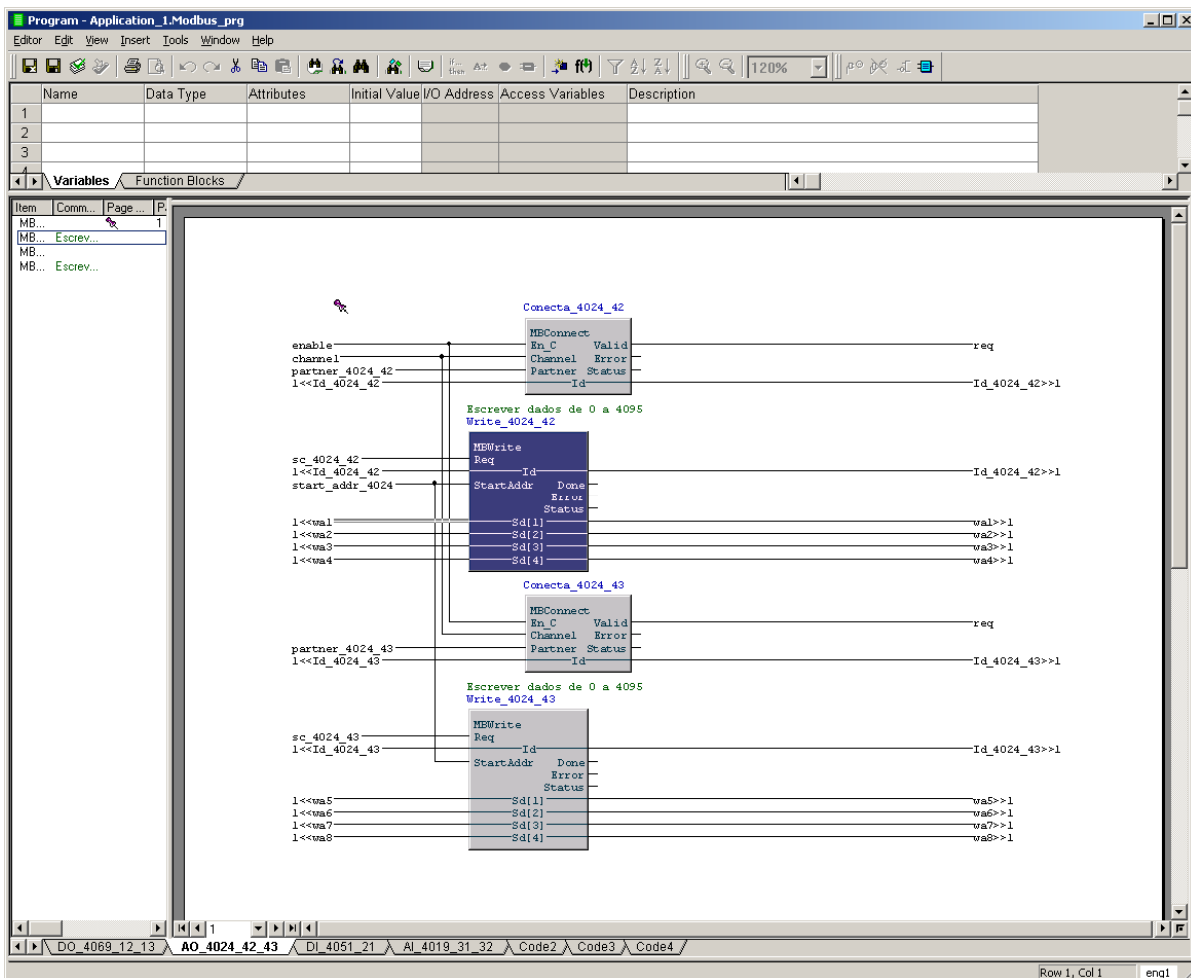 Program - Application_1.Modbus_prg
Editor Edit View Insert Tools Window Help
120%
Name Data Type Attributes Initial Value I/O Address Access Variables Description
1
2
3
Variables Function Blocks
Item Comm... Page ... P
MB... 1
MB... Escrev...
MB...
MB... Escrev...
Conecta_4024_42
MBConnect
enable En_C Valid req
channel Channel Error
partner_4024_42 Partner Status
1<<Id_4024_42 Id Id_4024_42>>1
Escrever dados de 0 a 4095
Write_4024_42
MBWrite
sc_4024_42 Req
1<<Id_4024_42 Id Id_4024_42>>1
start_addr_4024 StartAddr Done
Error
Status
1<<wa1 Sd[1] wa1>>1
1<<wa2 Sd[2] wa2>>1
1<<wa3 Sd[3] wa3>>1
1<<wa4 Sd[4] wa4>>1
Conecta_4024_43
MBConnect
En_C Valid req
Channel Error
partner_4024_43 Partner Status
1<<Id_4024_43 Id Id_4024_43>>1
Escrever dados de 0 a 4095
Write_4024_43
MBWrite
sc_4024_43 Req
1<<Id_4024_43 Id Id_4024_43>>1
StartAddr Done
Error
Status
1<<wa5 Sd[1] wa5>>1
1<<wa6 Sd[2] wa6>>1
1<<wa7 Sd[3] wa7>>1
1<<wa8 Sd[4] wa8>>1
1
DO_4069_12_13 AO_4024_42_43 DI_4051_21 AI_4019_31_32 Code2 Code3 Code4
Row 1, Col 1 eng1